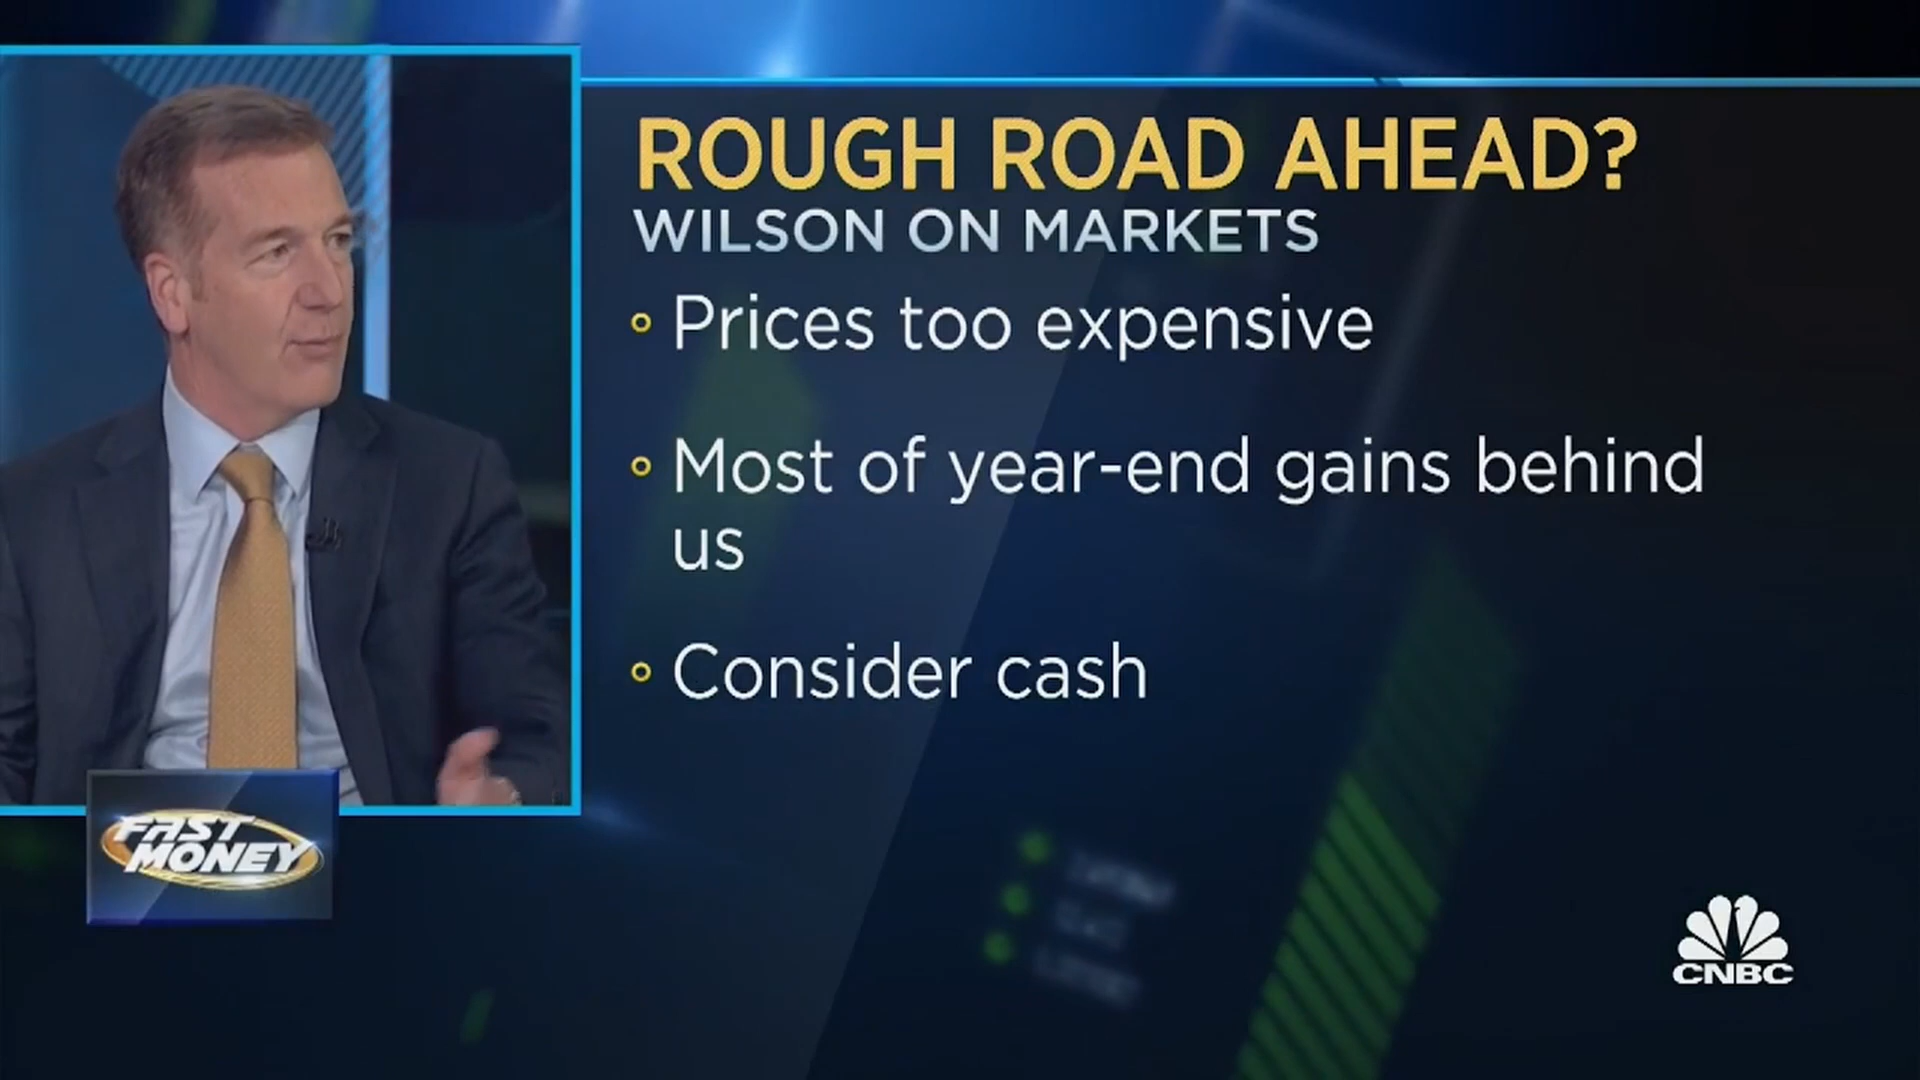 ROUGH ROAD AHEAD?
WILSON ON MARKETS
Prices too expensive
Most of year-end gains behind
us
Consider cash
FAST
MONEY
CNBC